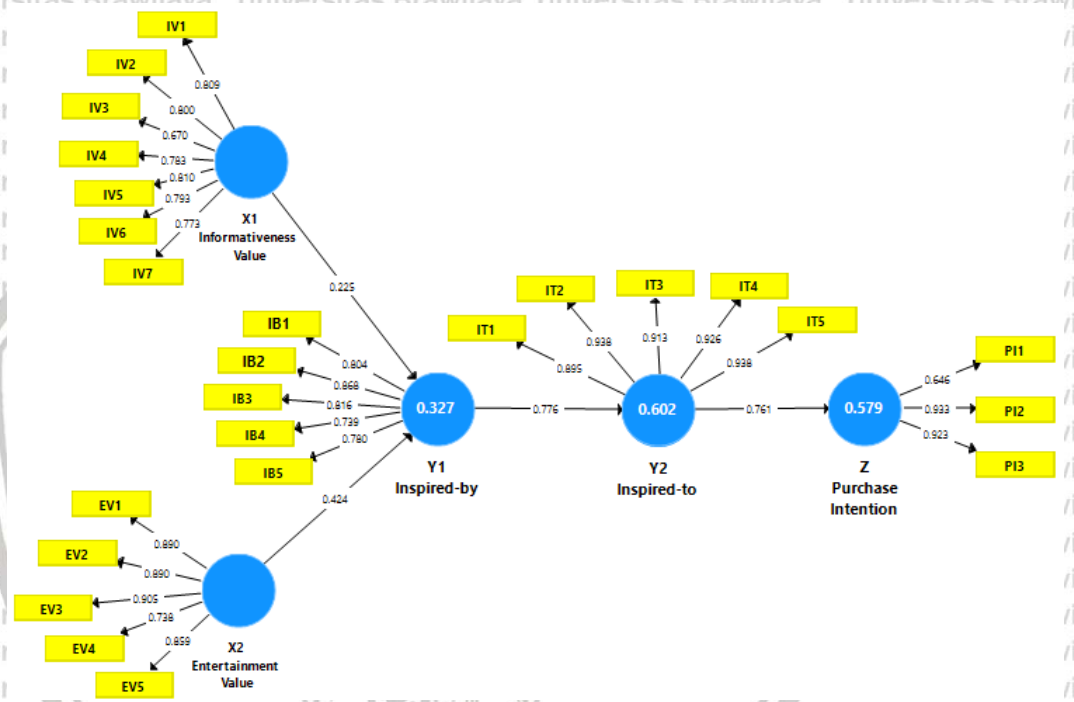 IV1
IV2
0.809
IV3
0.800
0.670
IV4
0.783
0.810
IV5
0.793
IV6
0.773
IV7
X1
Informativeness
Value
0.225
IB1
0.804
IB2
0.868
IB3
0.816
0.739
IB4
0.780
IB5
0.327
Y1
Inspired-by
0.424
EV1
0.890
EV2
0.890
EV3
0.905
0.738
EV4
0.859
EV5
X2
Entertainment
Value
0.776
IT1
IT2
IT3
IT4
IT5
0.895
0.938
0.913
0.926
0.938
0.602
Y2
Inspired-to
0.761
0.579
Z
Purchase
Intention
0.646
PI1
0.933
PI2
0.923
PI3